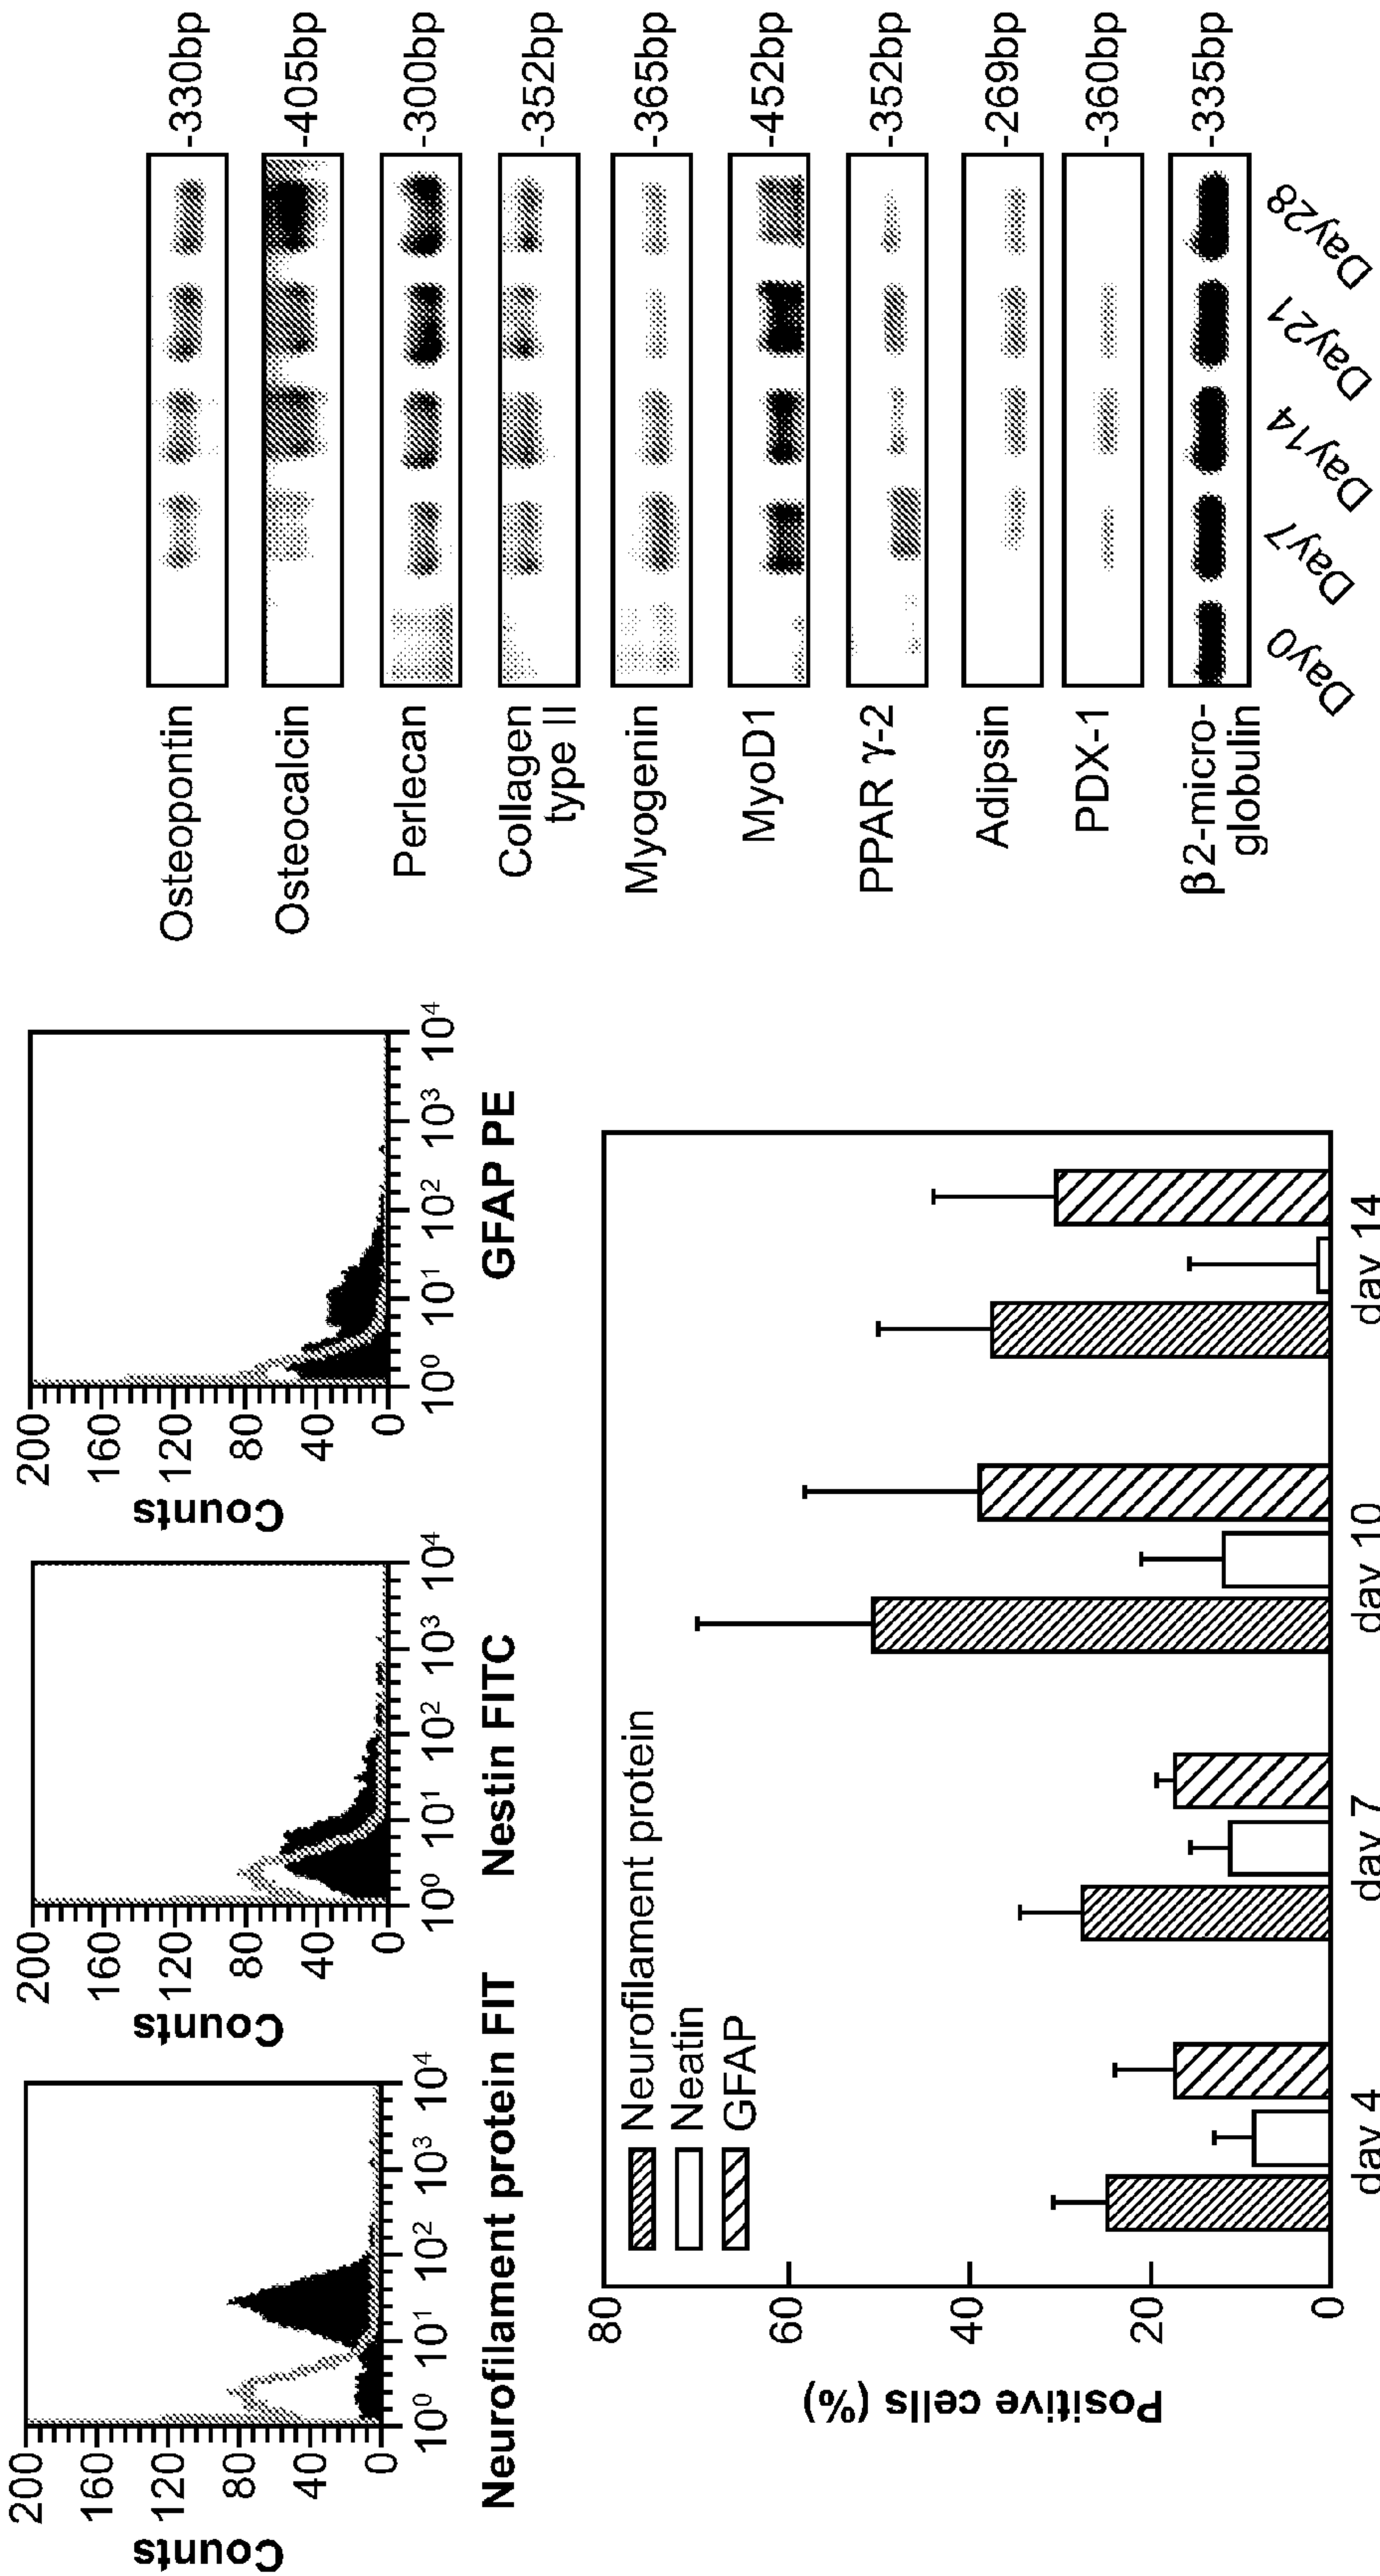 200
160
120
80
40
0
Counts
10⁰ 10¹ 10² 10³ 10⁴
Neurofilament protein FIT
200
160
120
80
40
0
Counts
10⁰ 10¹ 10² 10³ 10⁴
Nestin FITC
200
160
120
80
40
0
Counts
10⁰ 10¹ 10² 10³ 10⁴
GFAP PE
Neurofilament protein
Neatin
GFAP
80
60
40
20
0
Positive cells (%)
day 4 day 7 day 10 day 14
Osteopontin -330bp
Osteocalcin -405bp
Perlecan -300bp
Collagen -352bp
type II
Myogenin -365bp
MyoD1 -452bp
PPAR γ-2 -352bp
Adipsin -269bp
PDX-1 -360bp
β2-micro- -335bp
globulin
Day0 Day7 Day14 Day21 Day28